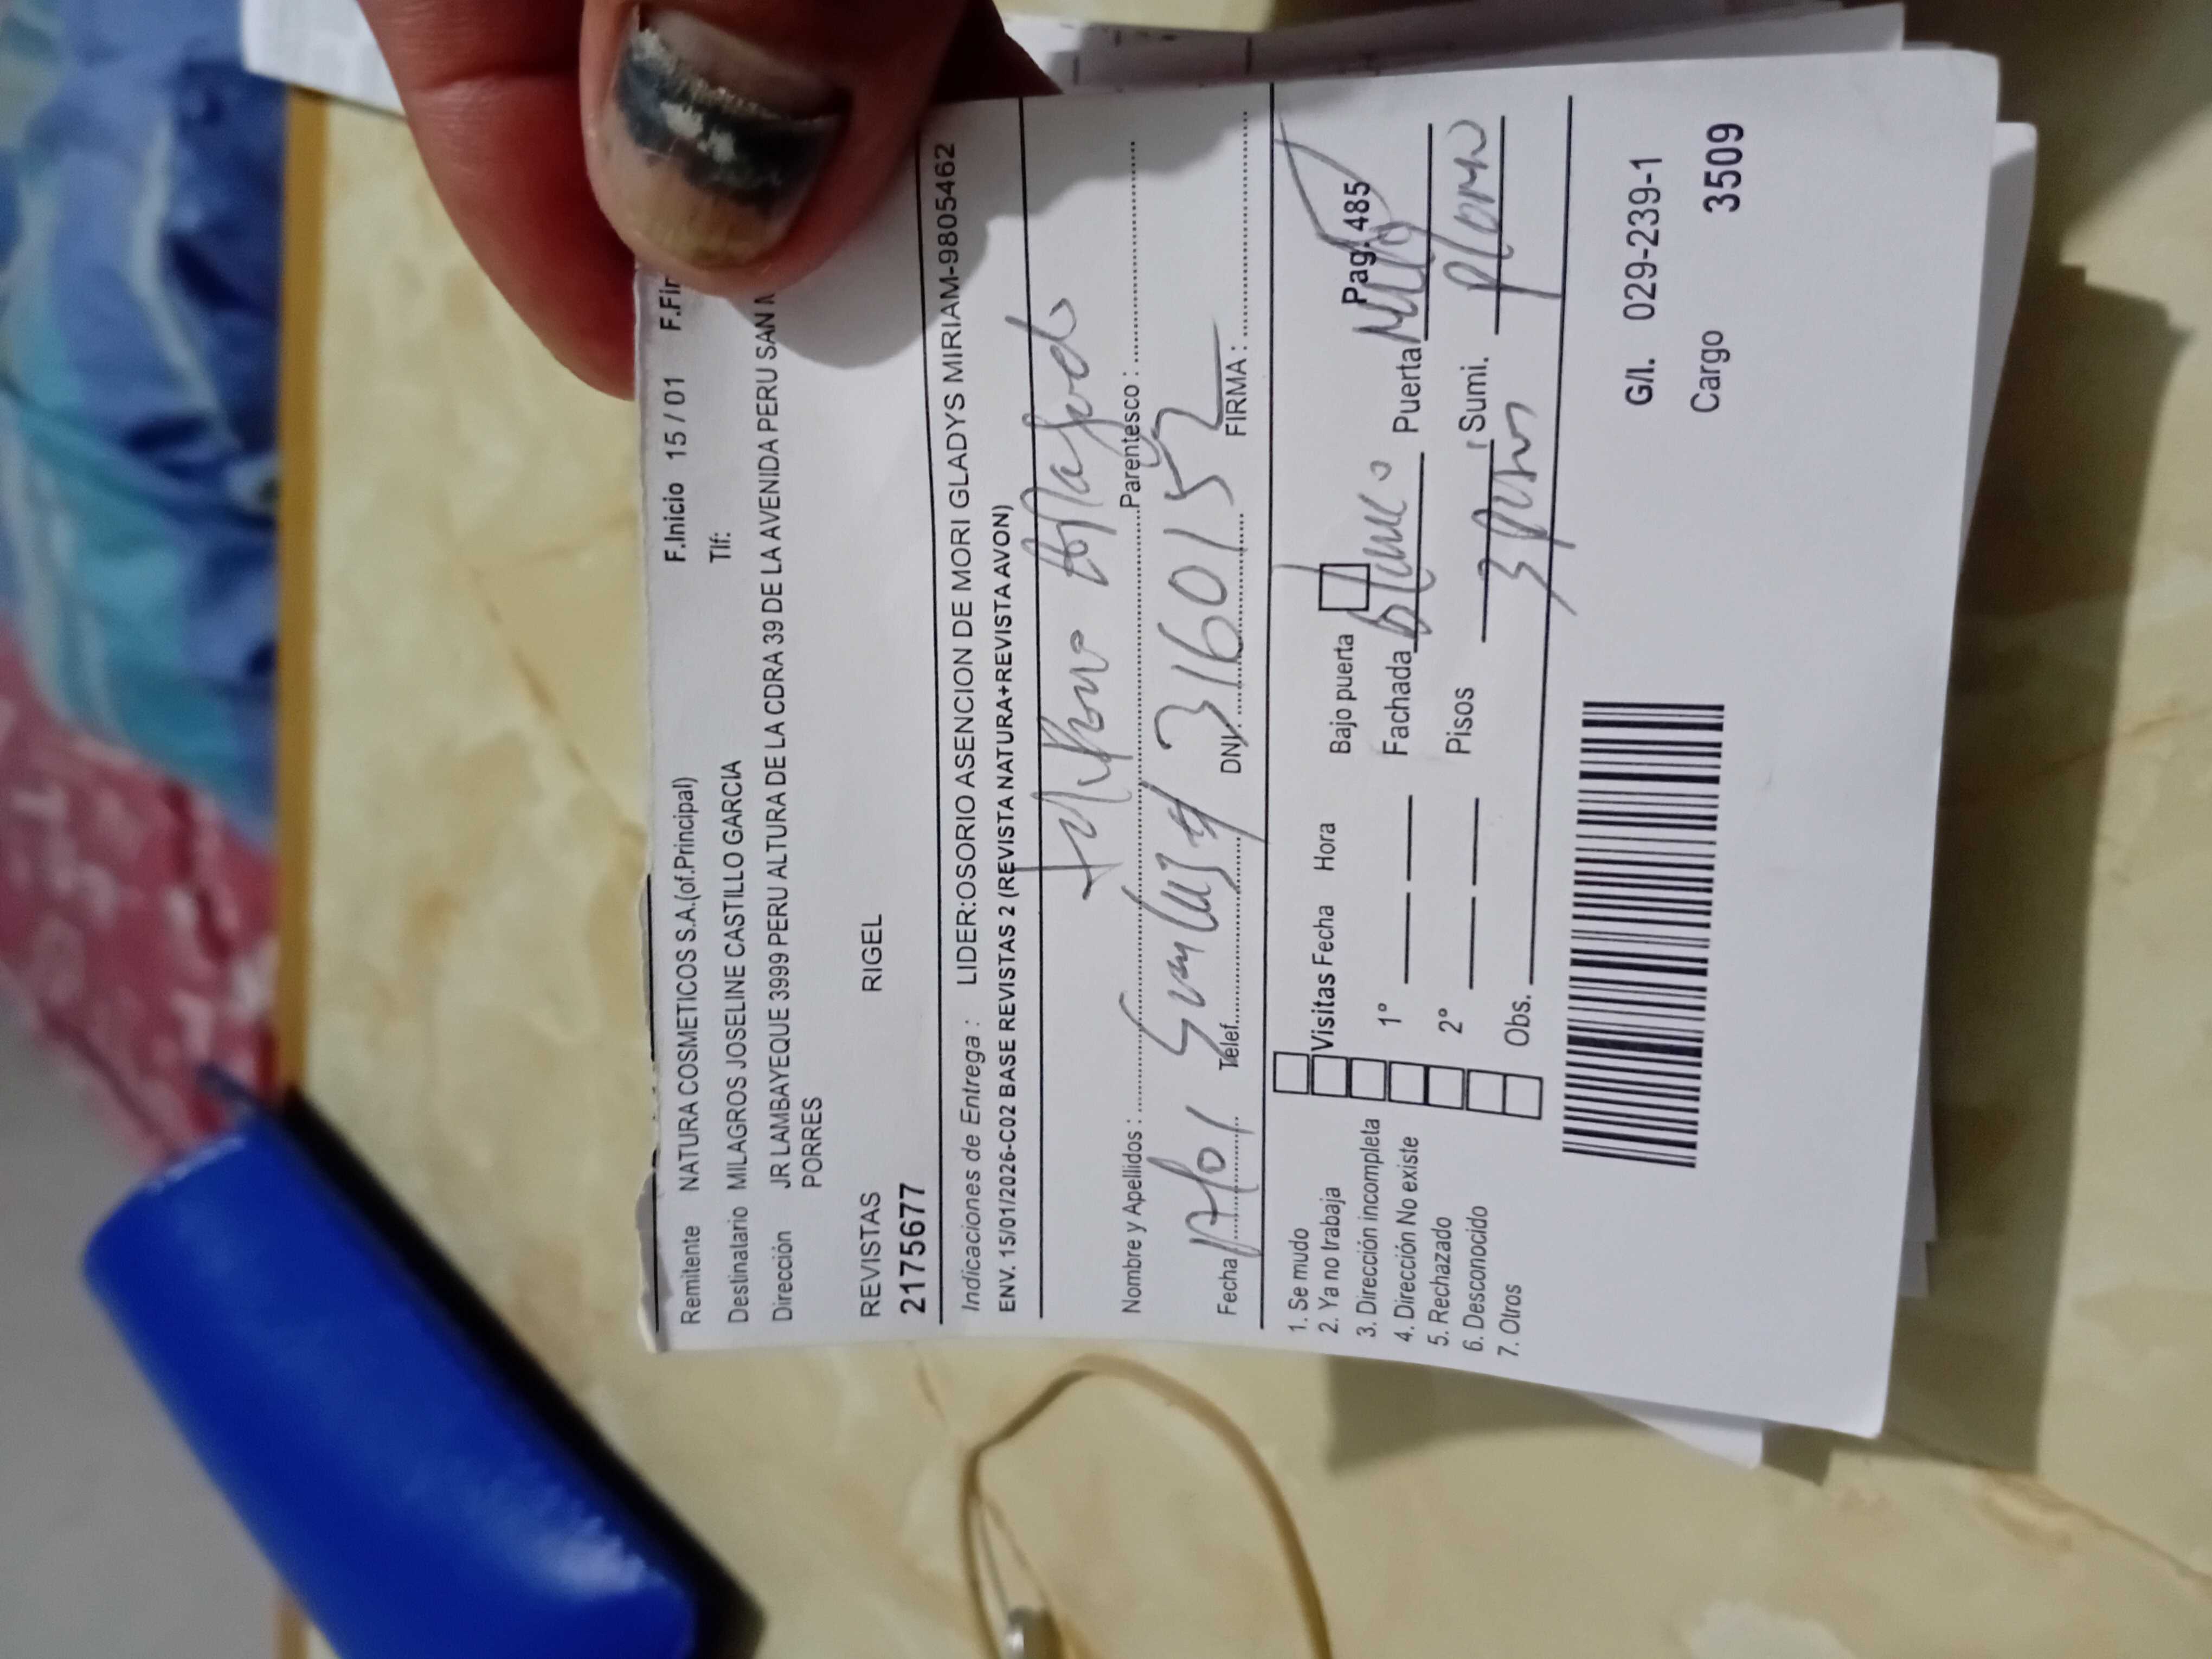 Remitente NATURA COSMETICOS S.A.(of.Principal) F.Inicio 15 / 01 F.Fin
Destinatario MILAGROS JOSELINE CASTILLO GARCIA Tlf:
Dirección JR LAMBAYEQUE 3999 PERU ALTURA DE LA CDRA 39 DE LA AVENIDA PERU SAN
PORRES
REVISTAS RIGEL
2175677
Indicaciones de Entrega : LIDER:OSORIO ASENCION DE MORI GLADYS MIRIAM-9805462
ENV. 15/01/2026-C02 BASE REVISTAS 2 (REVISTA NATURA+REVISTA AVON)
Nombre y Apellidos : Parentesco :
Fecha Telef. DNI 3160152 FIRMA :
1. Se mudo
2. Ya no trabaja Visitas Fecha Hora Bajo puerta Pag. 485
3. Dirección incompleta 1° Fachada blanco Puerta
4. Dirección No existe
5. Rechazado 2° Pisos 3 Sumi. plomo
6. Desconocido
7. Otros Obs.
G/I. 029-239-1
Cargo 3509